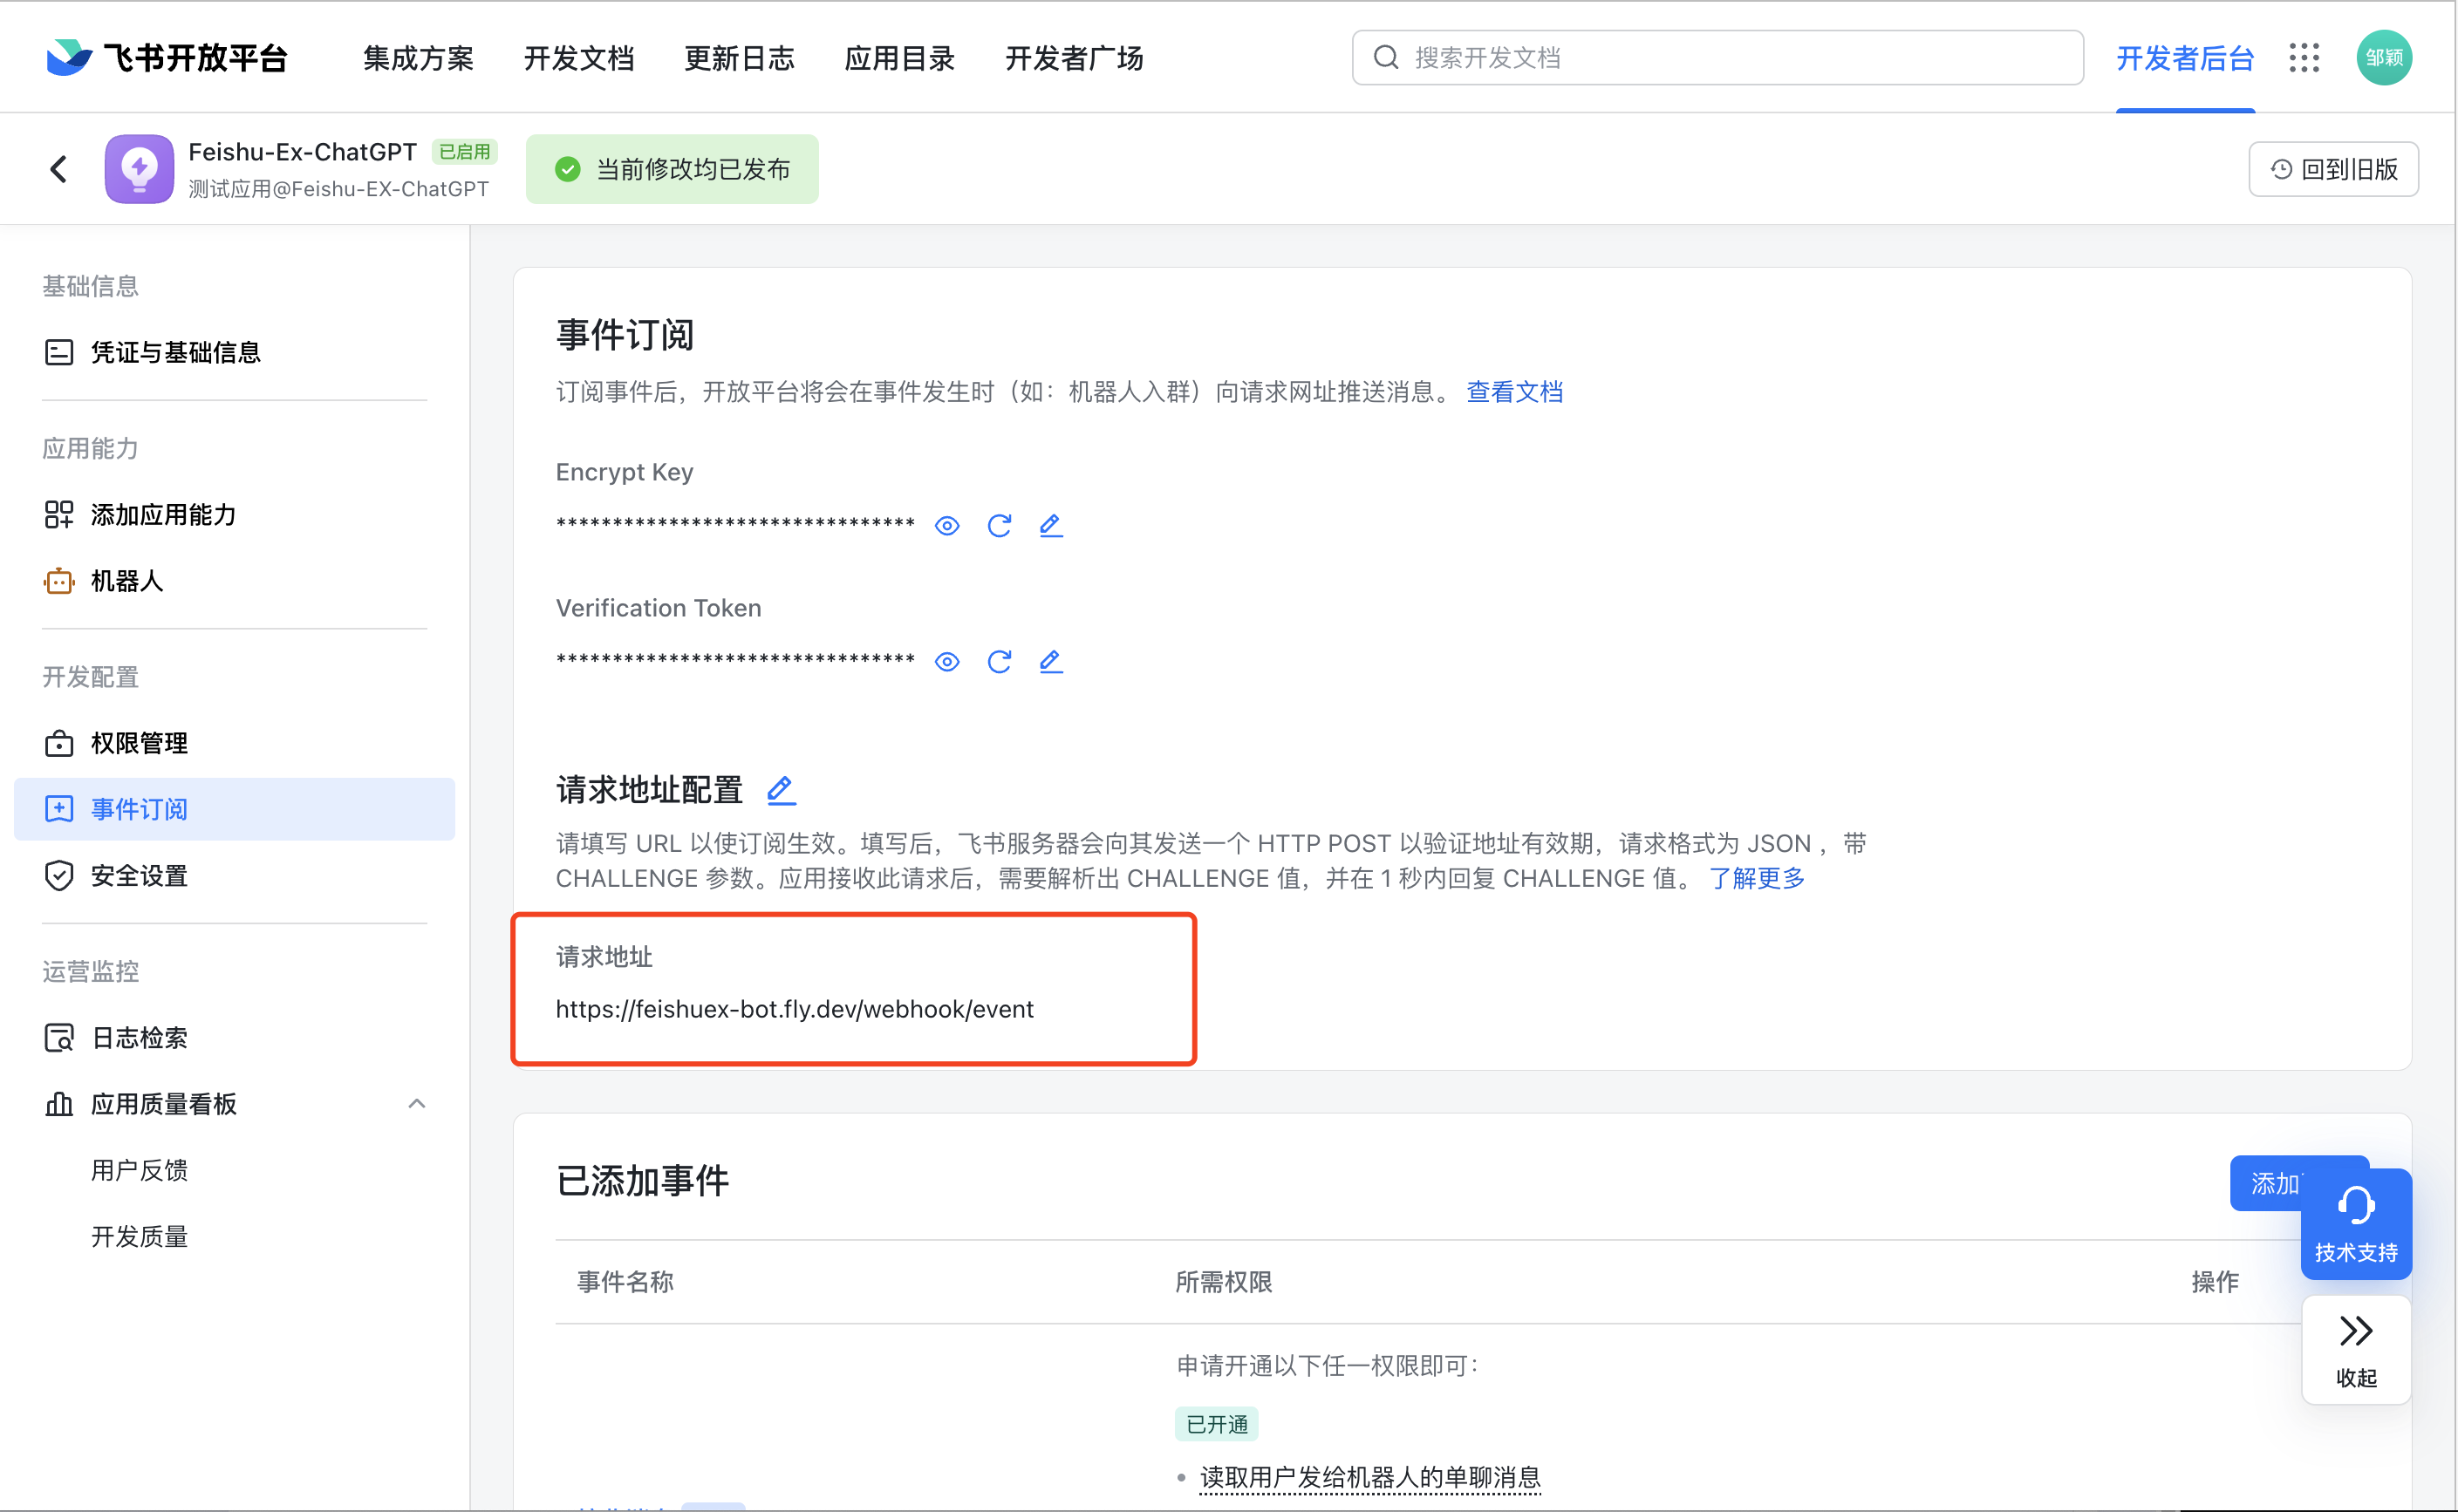 飞书开放平台 集成方案 开发文档 更新日志 应用目录 开发者广场 搜索开发文档 开发者后台 邹颖
Feishu-Ex-ChatGPT 已启用
测试应用@Feishu-EX-ChatGPT
当前修改均已发布
回到旧版
基础信息
凭证与基础信息
应用能力
添加应用能力
机器人
开发配置
权限管理
事件订阅
安全设置
运营监控
日志检索
应用质量看板
用户反馈
开发质量
事件订阅
订阅事件后，开放平台将会在事件发生时（如：机器人入群）向请求网址推送消息。 查看文档
Encrypt Key
********************************
Verification Token
********************************
请求地址配置
请填写 URL 以使订阅生效。填写后，飞书服务器会向其发送一个 HTTP POST 以验证地址有效期，请求格式为 JSON ，带
CHALLENGE 参数。应用接收此请求后，需要解析出 CHALLENGE 值，并在 1 秒内回复 CHALLENGE 值。 了解更多
请求地址
https://feishuex-bot.fly.dev/webhook/event
已添加事件
添加
技术支持
事件名称 所需权限 操作
收起
申请开通以下任一权限即可：
已开通
读取用户发给机器人的单聊消息